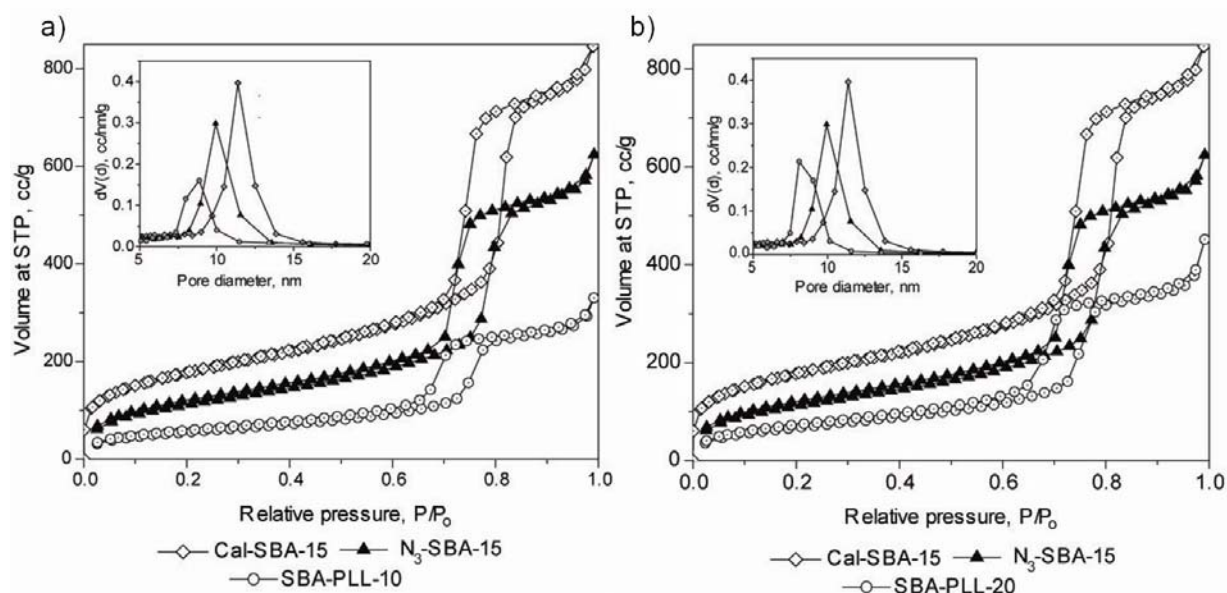 a)
800
600
400
200
0
Volume at STP, cc/g
0.0 0.2 0.4 0.6 0.8 1.0
Relative pressure, P/Po
0.4
0.3
0.2
0.1
0.0
dV(d), cc/nm/g
5 10 15 20
Pore diameter, nm
Cal-SBA-15 N3-SBA-15
SBA-PLL-10
b)
800
600
400
200
0
Volume at STP, cc/g
0.0 0.2 0.4 0.6 0.8 1.0
Relative pressure, P/Po
0.4
0.3
0.2
0.1
0.0
dV(d), cc/nm/g
5 10 15 20
Pore diameter, nm
Cal-SBA-15 N3-SBA-15
SBA-PLL-20